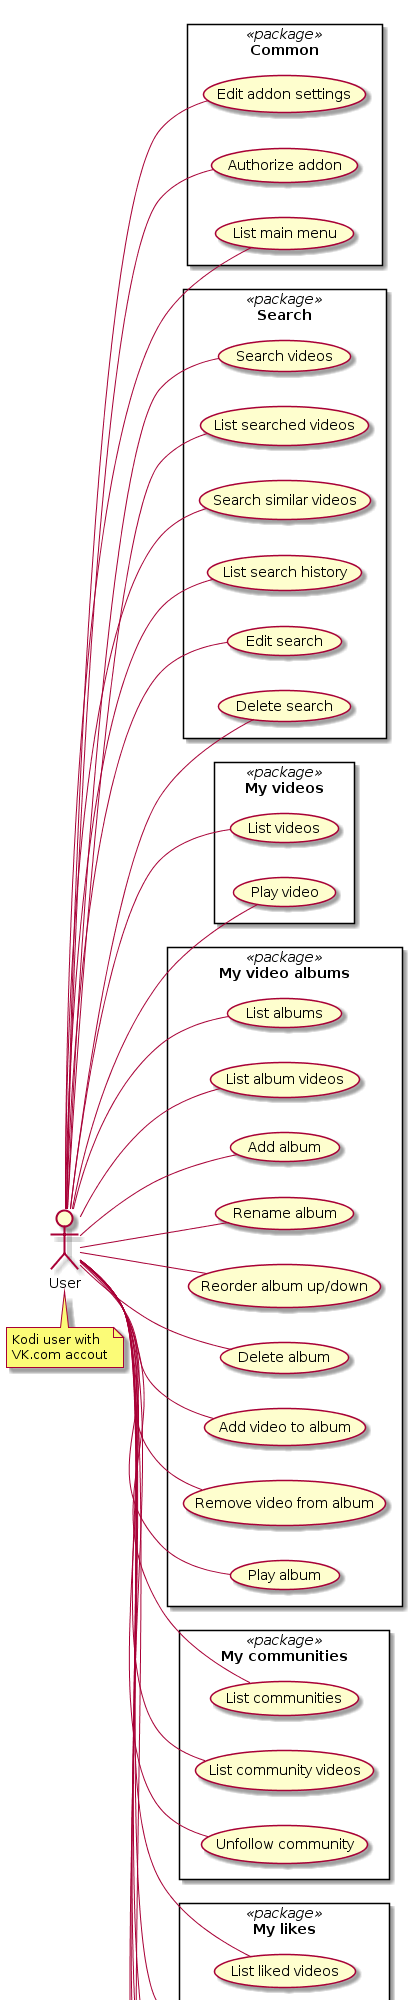 «package»
Common
Edit addon settings
Authorize addon
List main menu
«package»
Search
Search videos
List searched videos
Search similar videos
List search history
Edit search
Delete search
«package»
My videos
List videos
Play video
«package»
My video albums
List albums
List album videos
Add album
Rename album
Reorder album up/down
Delete album
Add video to album
Remove video from album
Play album
User
Kodi user with
VK.com accout
«package»
My communities
List communities
List community videos
Unfollow community
«package»
My likes
List liked videos